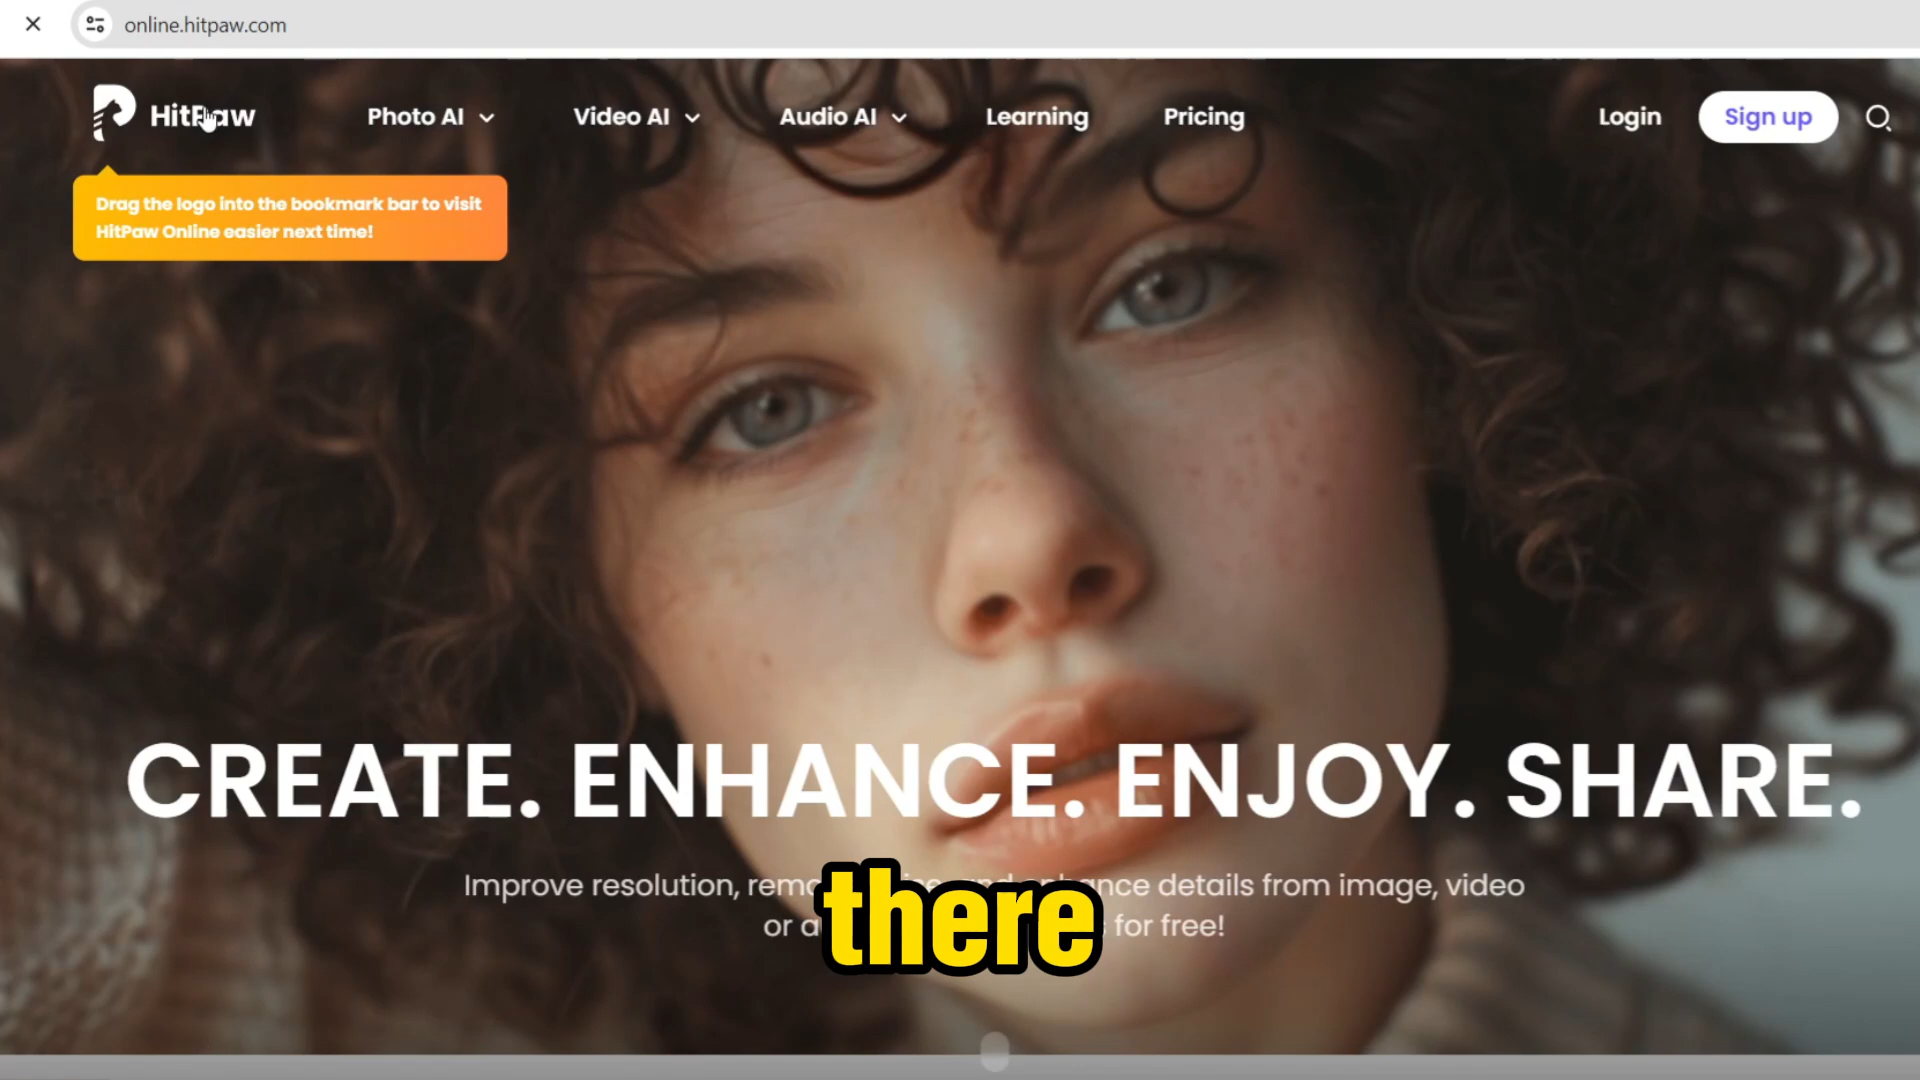 online.hitpaw.com
HitPaw
Photo AI
Video AI
Audio AI
Learning
Pricing
Login
Sign up
Drag the logo into the bookmark bar to visit
HitPaw Online easier next time!
CREATE. ENHANCE. ENJOY. SHARE.
Improve resolution, and enhance details from image, video
or for free!
there